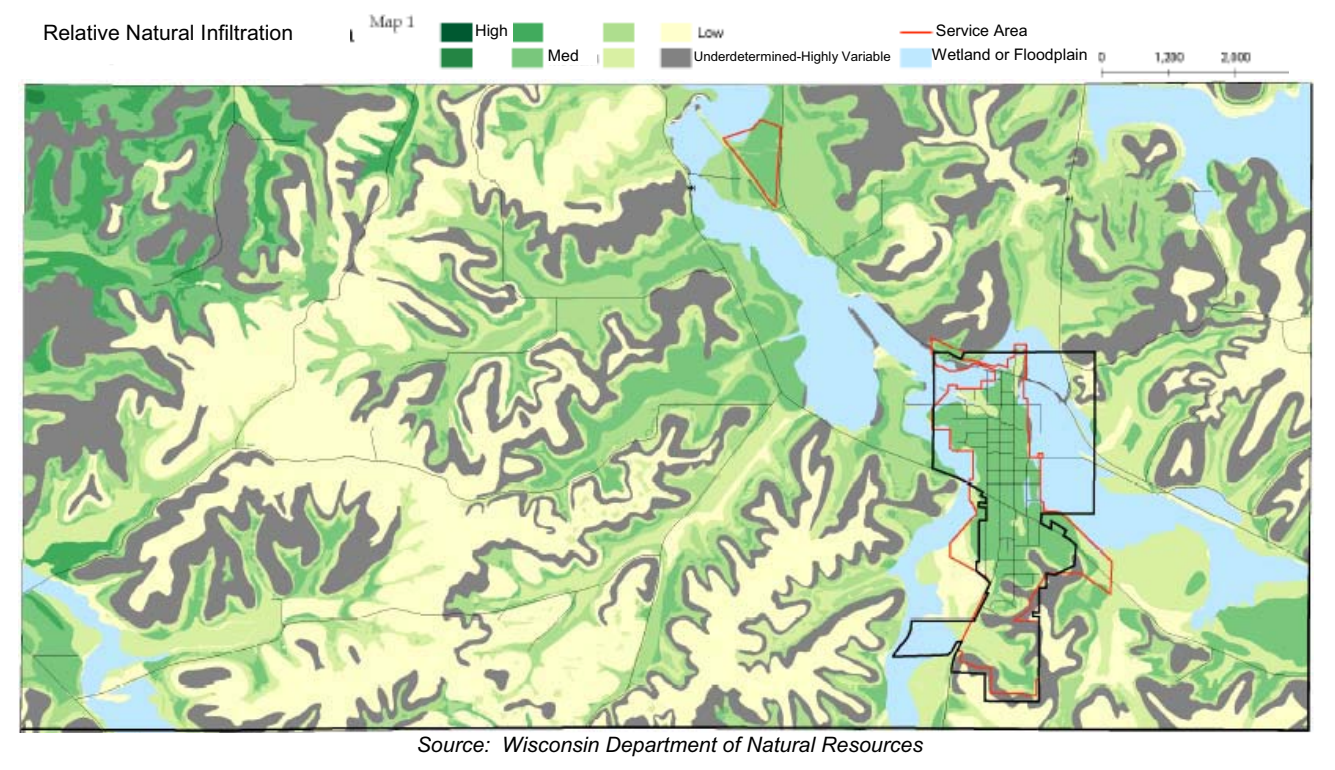 Relative Natural Infiltration
Map 1
High
Low
Service Area
Med
Underdetermined-Highly Variable
Wetland or Floodplain
0 1,200 2,000
Source: Wisconsin Department of Natural Resources